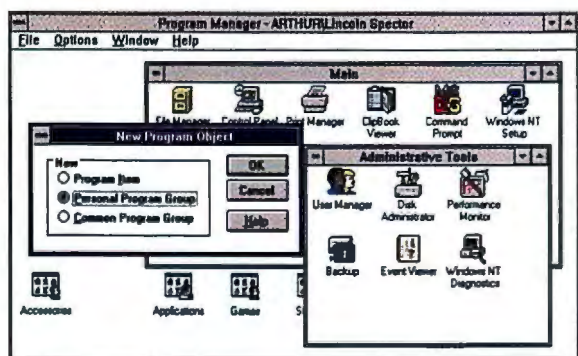 Program Manager - ARTHUR\Lincoln Spector
File Options Window Help
Main
File Manager Control Panel Print Manager ClipBook Viewer Command Prompt Windows NT Setup
New Program Object
New
Program Item
Personal Program Group
Common Program Group
OK
Cancel
Help
Administrative Tools
User Manager Disk Administrator Performance Monitor
Backup Event Viewer Windows NT Diagnostics
Accessories Applications Games